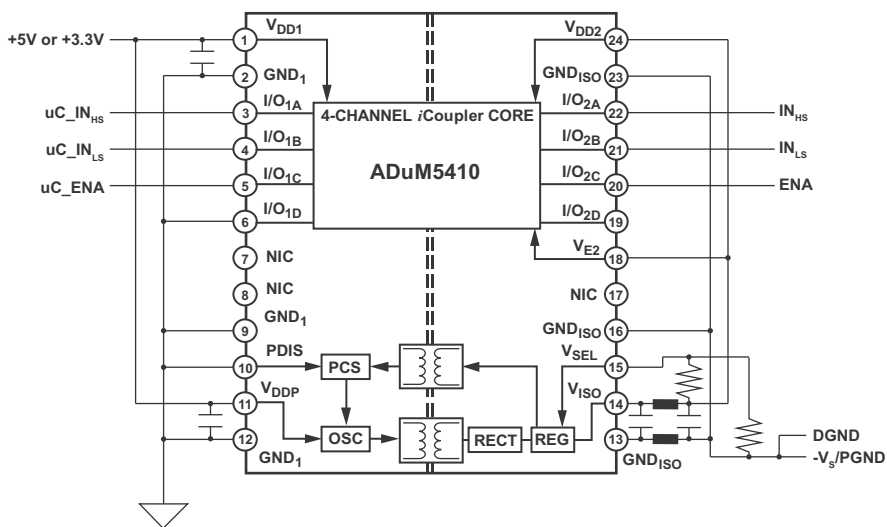 +5V or +3.3V
1
V_DD1
V_DD2
24
2
GND_1
GND_ISO
23
uC_IN_HS
3
I/O_1A
4-CHANNEL iCoupler CORE
I/O_2A
22
IN_HS
uC_IN_LS
4
I/O_1B
I/O_2B
21
IN_LS
ADuM5410
uC_ENA
5
I/O_1C
I/O_2C
20
ENA
6
I/O_1D
I/O_2D
19
7
NIC
V_E2
18
8
NIC
NIC
17
9
GND_1
GND_ISO
16
10
PDIS
PCS
V_SEL
15
11
V_DDP
V_ISO
14
12
GND_1
OSC
RECT
REG
GND_ISO
13
DGND
-V_S/PGND